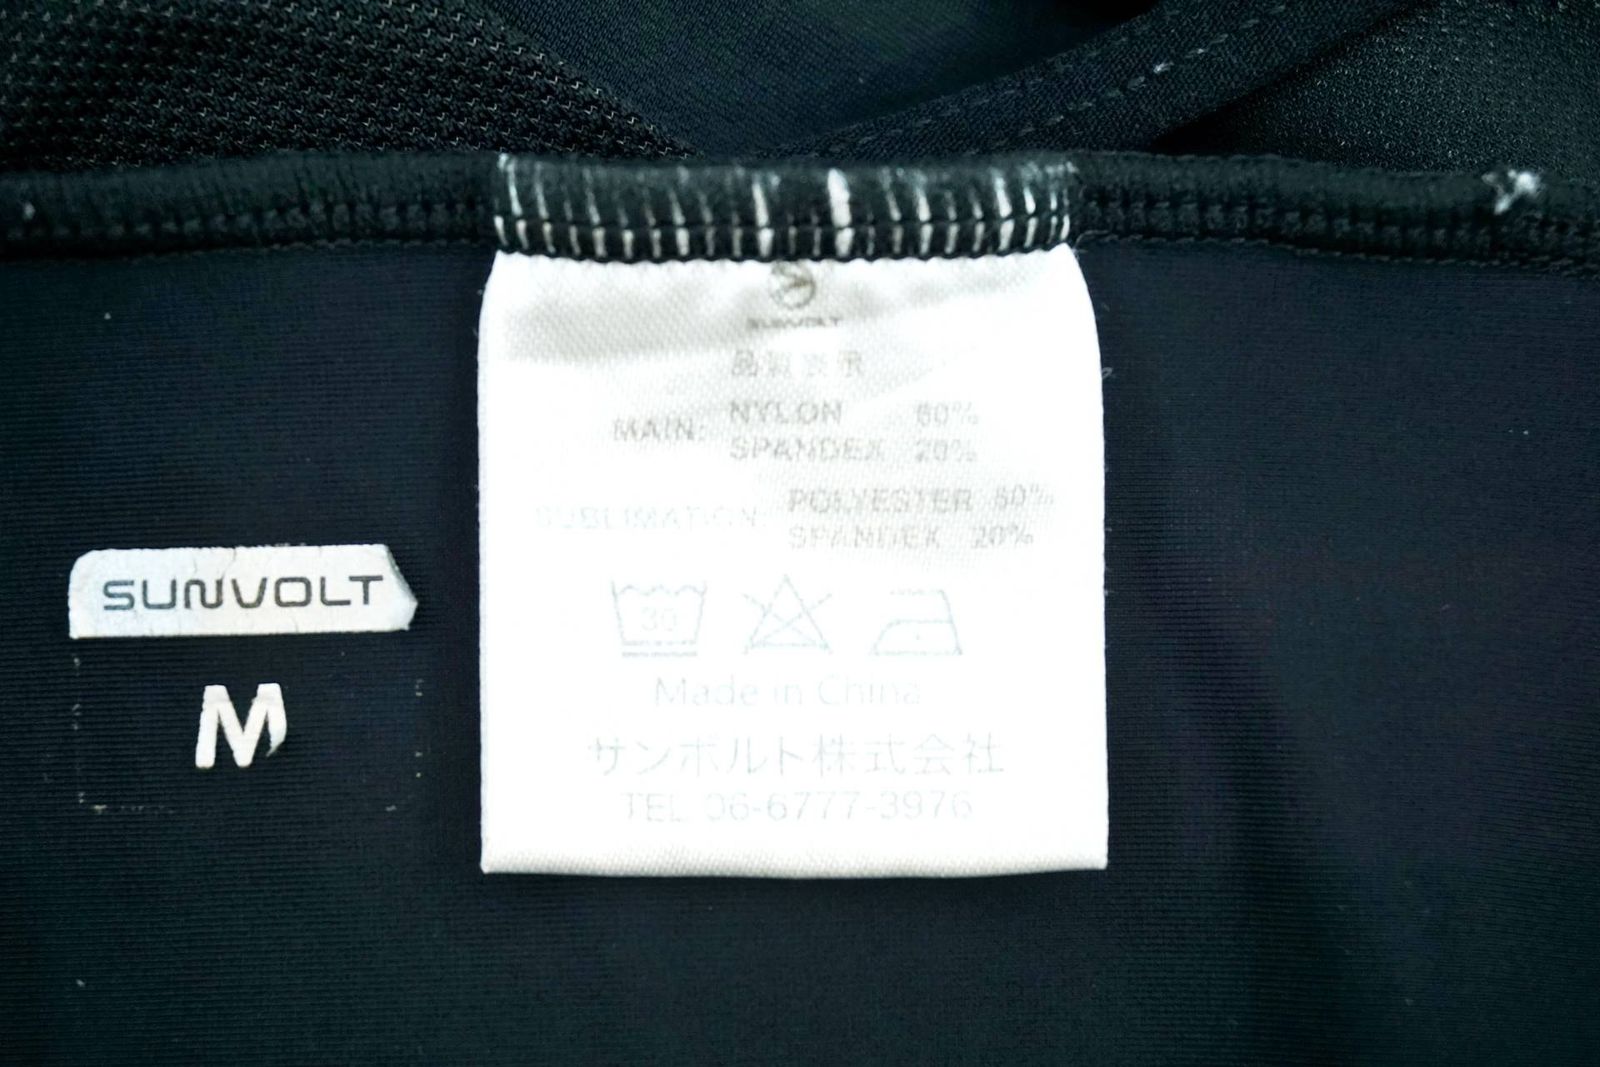 SUNVOLT
品質表示
MAIN: NYLON 80%
SPANDEX 20%
SUBLIMATION: POLYESTER 80%
SPANDEX 20%
30
Made in China
サンボルト株式会社
TEL 06-6777-3976
SUNVOLT
M